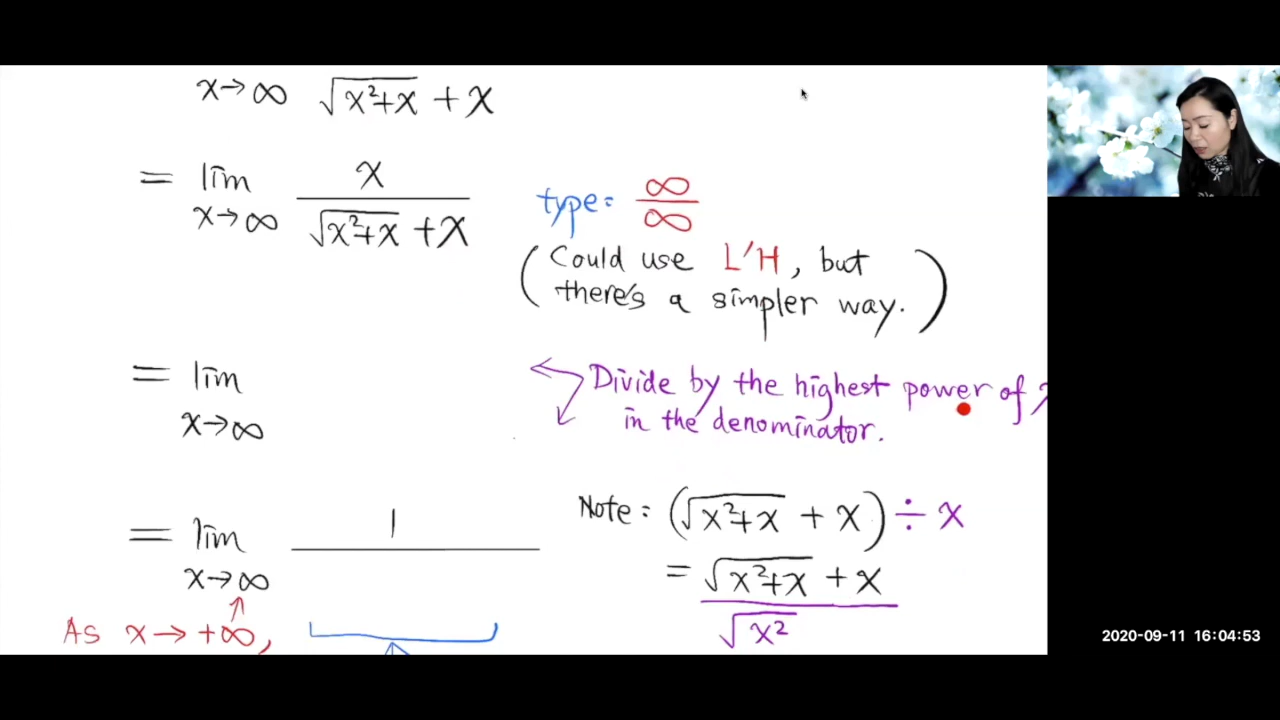 x→∞ √(x²+x) + x
= lim x→∞ x / (√(x²+x) + x)
type: ∞/∞
(Could use L'H, but
there's a simpler way.)
= lim x→∞
Divide by the highest power of x
in the denominator.
= lim x→∞ 1
Note: (√(x²+x) + x) ÷ x
= (√(x²+x) + x) / √(x²)
As x → +∞,
2020-09-11 16:04:53